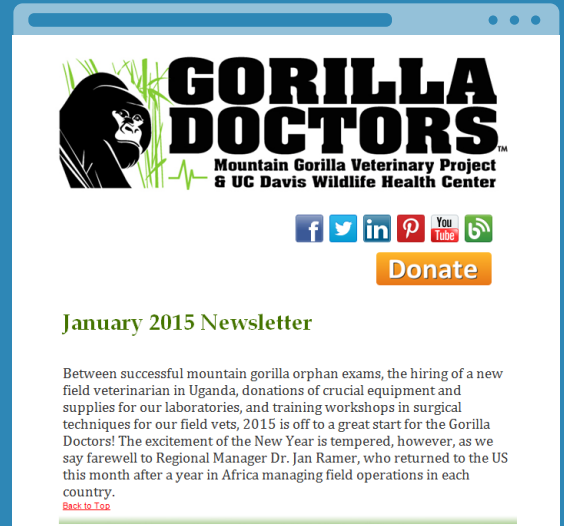 GORILLA
DOCTORS™
Mountain Gorilla Veterinary Project
& UC Davis Wildlife Health Center
f in You Tube
Donate
January 2015 Newsletter
Between successful mountain gorilla orphan exams, the hiring of a new
field veterinarian in Uganda, donations of crucial equipment and
supplies for our laboratories, and training workshops in surgical
techniques for our field vets, 2015 is off to a great start for the Gorilla
Doctors! The excitement of the New Year is tempered, however, as we
say farewell to Regional Manager Dr. Jan Ramer, who returned to the US
this month after a year in Africa managing field operations in each
country.
Back to Top